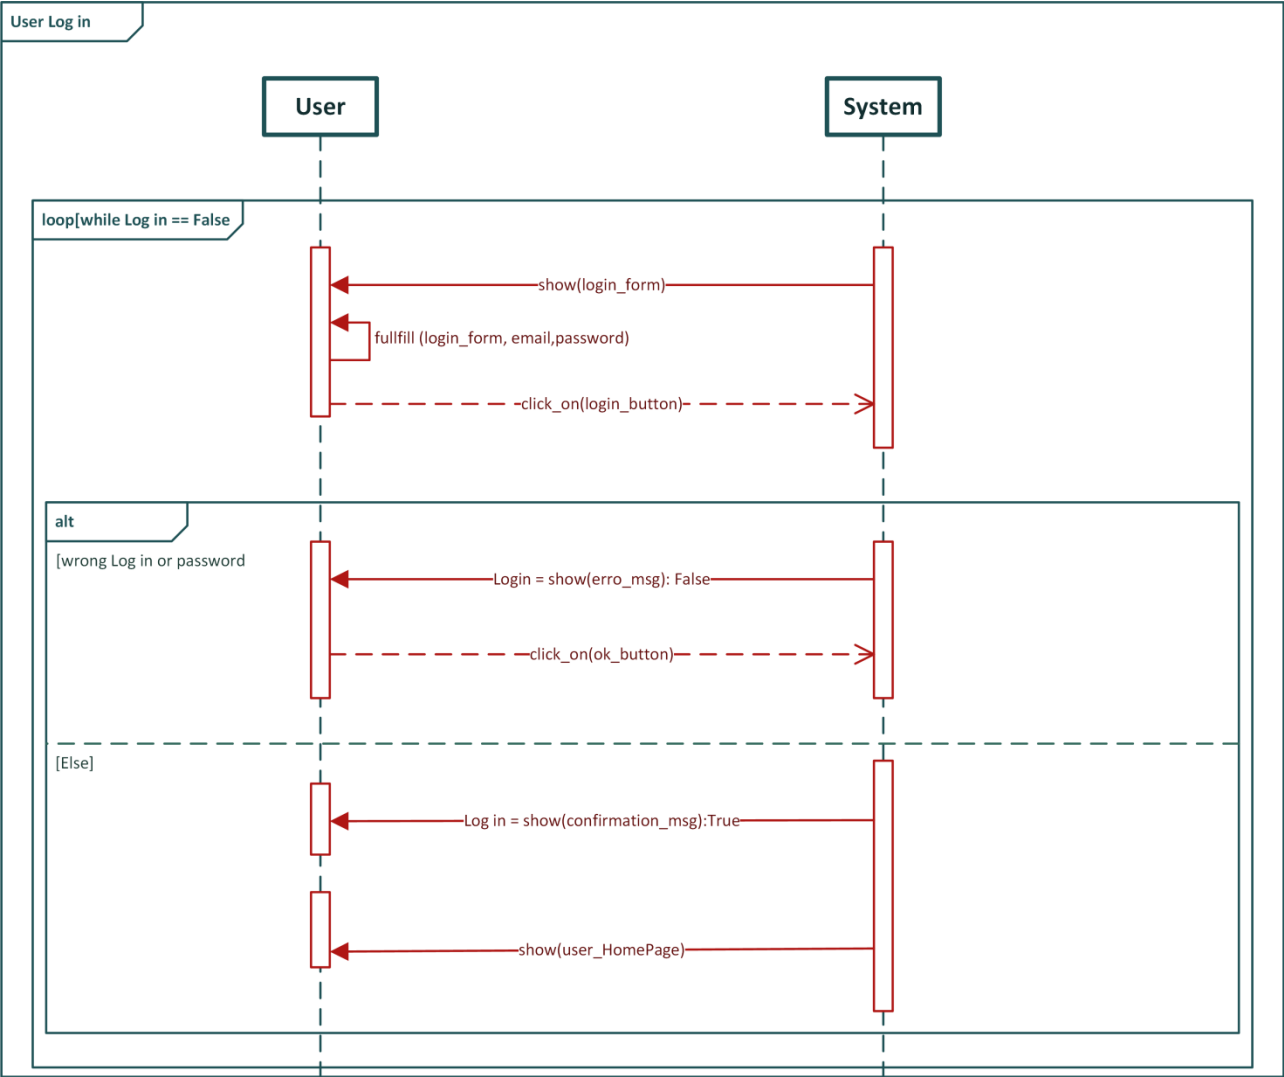 User Log in
User
System
loop[while Log in == False
show(login_form)
fullfill (login_form, email,password)
click_on(login_button)
alt
[wrong Log in or password
Login = show(erro_msg): False
click_on(ok_button)
[Else]
Log in = show(confirmation_msg):True
show(user_HomePage)